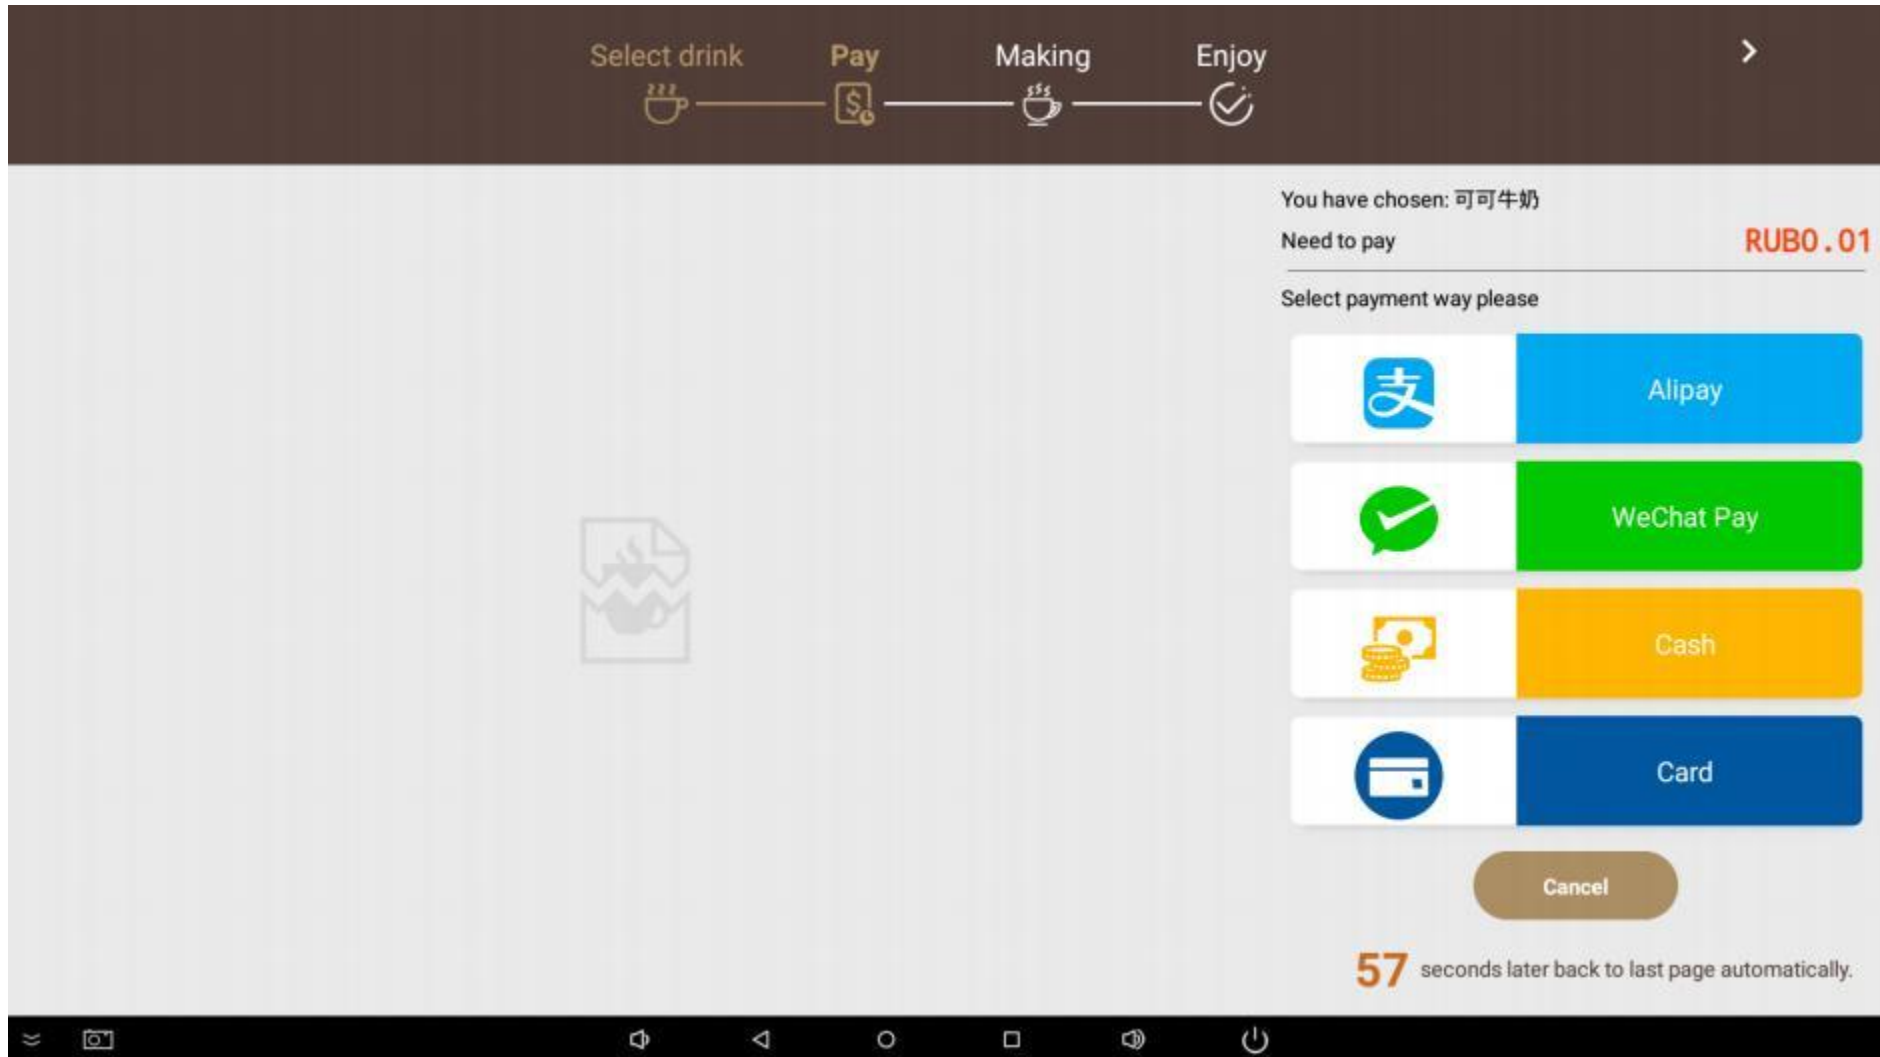 Select drink
Pay
Making
Enjoy
You have chosen: 可可牛奶
Need to pay
RUB0.01
Select payment way please
支
Alipay
WeChat Pay
Cash
Card
Cancel
57 seconds later back to last page automatically.